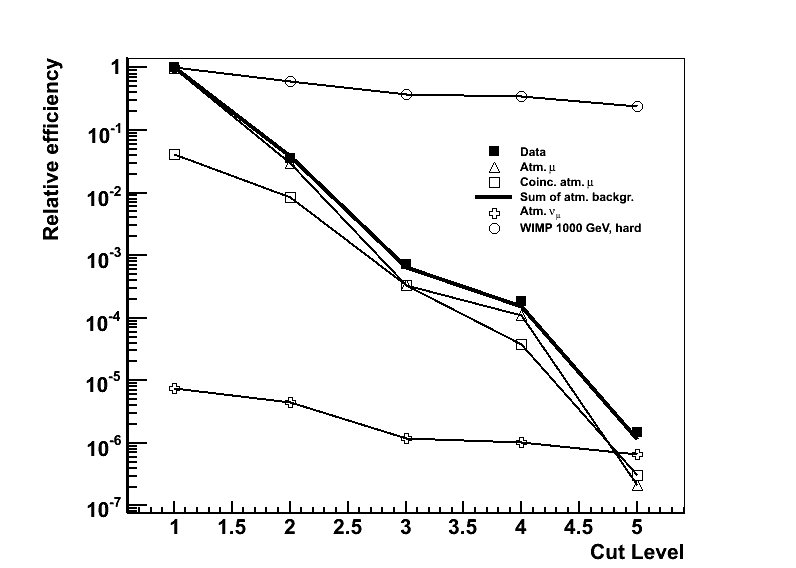 Relative efficiency
1
10⁻¹
10⁻²
10⁻³
10⁻⁴
10⁻⁵
10⁻⁶
10⁻⁷
Data
Atm. μ
Coinc. atm. μ
Sum of atm. backgr.
Atm. νμ
WIMP 1000 GeV, hard
1 1.5 2 2.5 3 3.5 4 4.5 5
Cut Level